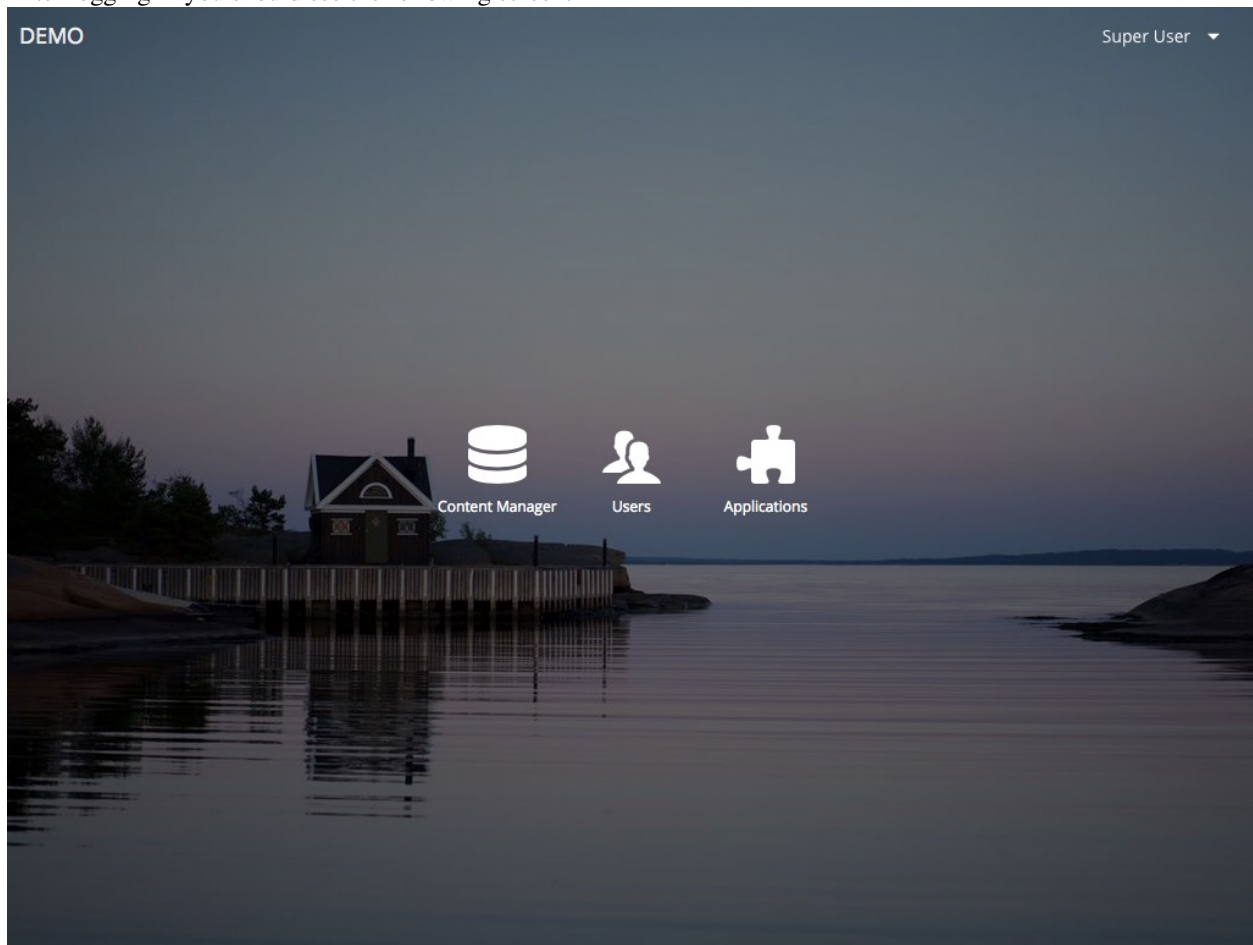 DEMO
Super User
Content Manager
Users
Applications